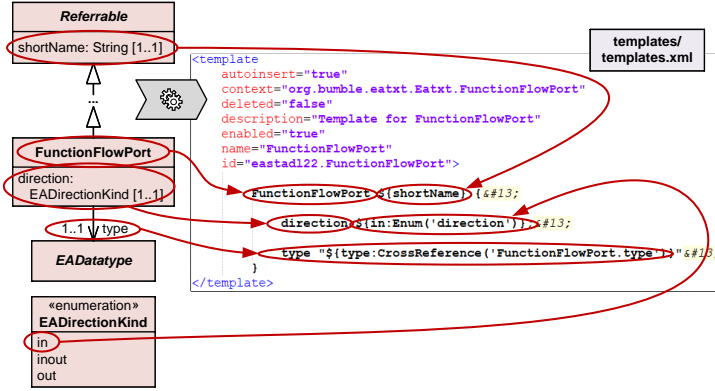 Referrable
shortName: String [1..1]
...
FunctionFlowPort
direction:
EADirectionKind [1..1]
1..1 type
EADatatype
«enumeration»
EADirectionKind
in
inout
out
templates/
templates.xml
<template
autoinsert="true"
context="org.bumble.eatxt.Eatxt.FunctionFlowPort"
deleted="false"
description="Template for FunctionFlowPort"
enabled="true"
name="FunctionFlowPort"
id="eastadl22.FunctionFlowPort">
FunctionFlowPort ${shortName} {&#13;
direction ${in:Enum('direction')};&#13;
type "${type:CrossReference('FunctionFlowPort.type')}"&#13;
}
</template>